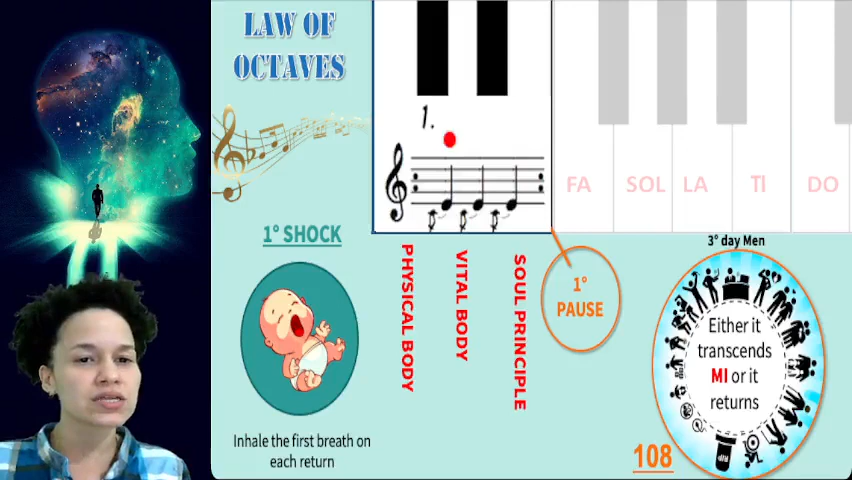 LAW OF
OCTAVES
1.
FA SOL LA TI DO
1° SHOCK
PHYSICAL BODY
VITAL BODY
SOUL PRINCIPLE
1°
PAUSE
3° day Men
Either it
transcends
MI or it
returns
RIP
Inhale the first breath on
each return
108